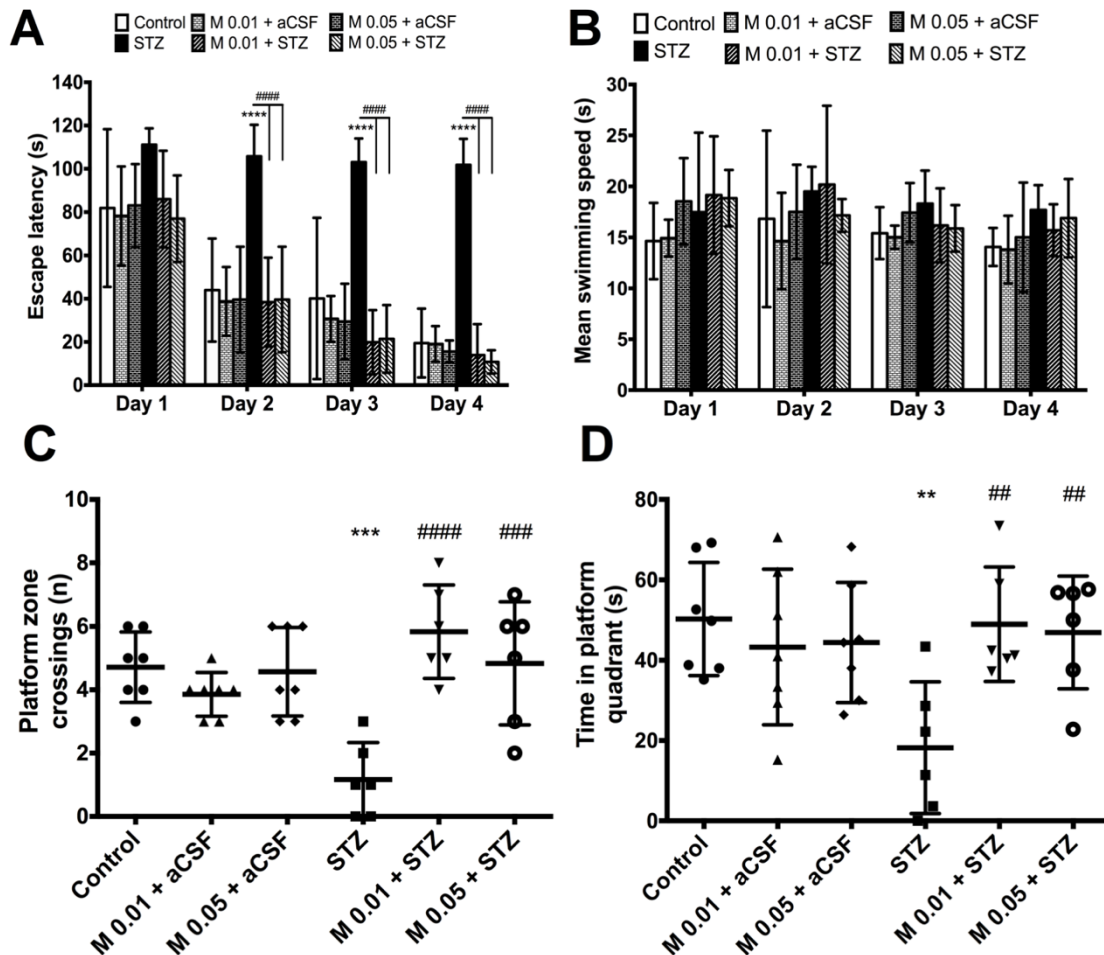 A
Control M 0.01 + aCSF M 0.05 + aCSF
STZ M 0.01 + STZ M 0.05 + STZ
Escape latency (s)
140
120
100
80
60
40
20
0
####
****
####
****
####
****
Day 1 Day 2 Day 3 Day 4
B
Control M 0.01 + aCSF M 0.05 + aCSF
STZ M 0.01 + STZ M 0.05 + STZ
Mean swimming speed (s)
30
25
20
15
10
5
0
Day 1 Day 2 Day 3 Day 4
C
Platform zone
crossings (n)
10
8
6
4
2
0
*** #### ###
Control
M 0.01 + aCSF
M 0.05 + aCSF
STZ
M 0.01 + STZ
M 0.05 + STZ
D
Time in platform
quadrant (s)
80
60
40
20
0
** ## ##
Control
M 0.01 + aCSF
M 0.05 + aCSF
STZ
M 0.01 + STZ
M 0.05 + STZ